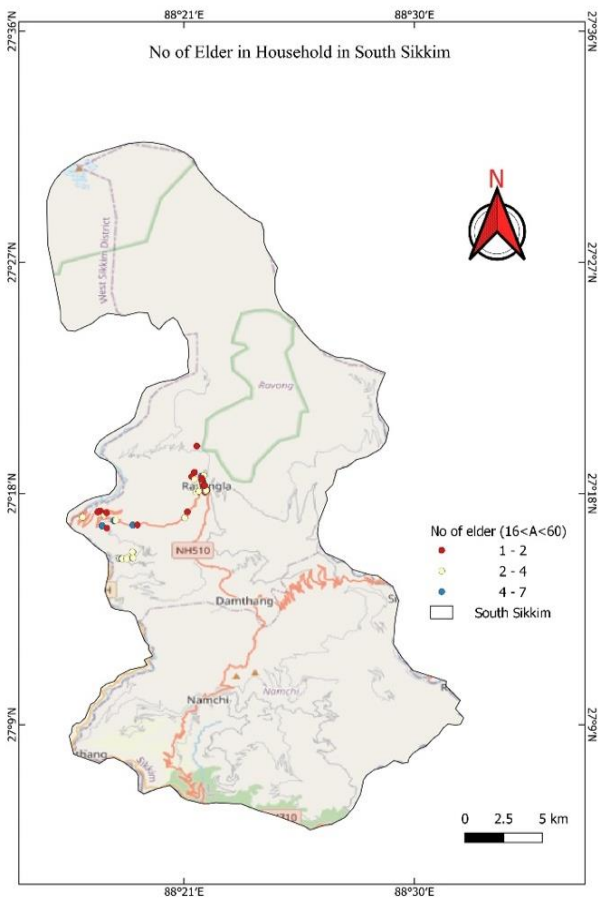 88°21'E 88°30'E
27°36'N 27°36'N
No of Elder in Household in South Sikkim
N
West Sikkim District
27°27'N 27°27'N
Ravong
27°18'N 27°18'N
NH510
No of elder (16<A<60)
1 - 2
2 - 4
4 - 7
South Sikkim
Damthang
Si
Namchi
Namchi
R
27°9'N 27°9'N
hang
Sikkim
310
0 2.5 5 km
88°21'E 88°30'E